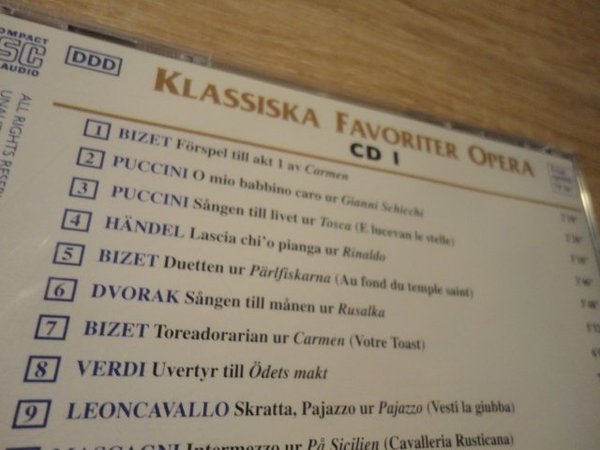 COMPACT
DISC
AUDIO
DDD
KLASSISKA FAVORITER OPERA
CD 1
ALL RIGHTS RESE
1 BIZET Förspel till akt 1 av Carmen
2 PUCCINI O mio babbino caro ur Gianni Schicchi
3 PUCCINI Sången till livet ur Tosca (E lucevan le stelle)
4 HÄNDEL Lascia chi'o pianga ur Rinaldo
5 BIZET Duetten ur Pärlfiskarna (Au fond du temple saint)
6 DVORAK Sången till månen ur Rusalka
7 BIZET Toreadorarian ur Carmen (Votre Toast)
8 VERDI Uvertyr till Ödets makt
9 LEONCAVALLO Skratta, Pajazzo ur Pajazzo (Vesti la giubba)
MASCAGNI Intermezzo ur På Sicilien (Cavalleria Rusticana)